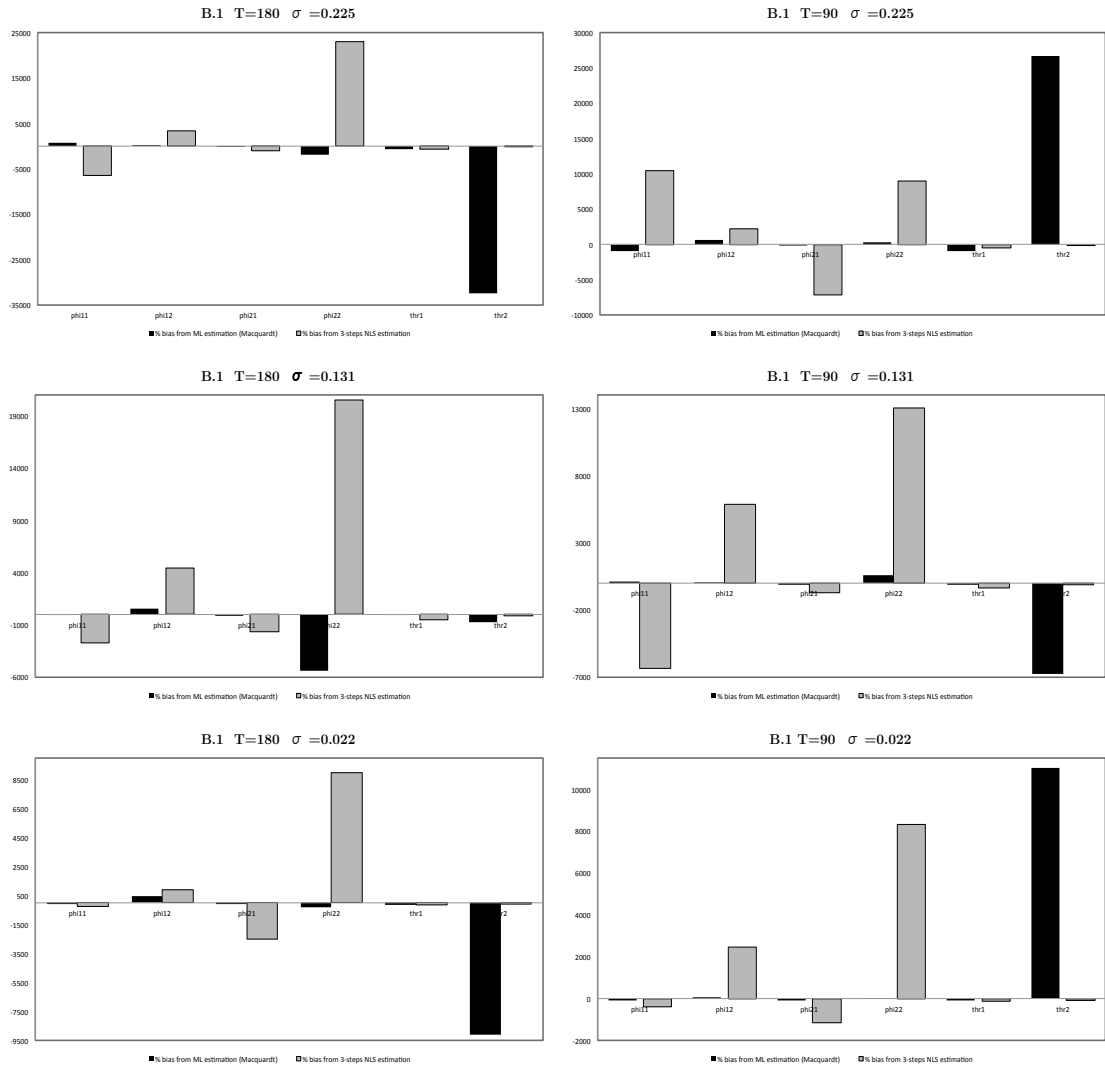 B.1 T=180 σ =0.225
25000
15000
5000
-5000
-15000
-25000
-35000
phi11 phi12 phi21 phi22 thr1 thr2
% bias from ML estimation (Macquardt) % bias from 3-steps NLS estimation
B.1 T=90 σ =0.225
30000
25000
20000
15000
10000
5000
0
-5000
-10000
phi11 phi12 phi21 phi22 thr1 thr2
% bias from ML estimation (Macquardt) % bias from 3-steps NLS estimation
B.1 T=180 σ =0.131
19000
14000
9000
4000
-1000
-6000
phi11 phi12 phi21 phi22 thr1 thr2
% bias from ML estimation (Macquardt) % bias from 3-steps NLS estimation
B.1 T=90 σ =0.131
13000
8000
3000
-2000
-7000
phi11 phi12 phi21 phi22 thr1 thr2
% bias from ML estimation (Macquardt) % bias from 3-steps NLS estimation
B.1 T=180 σ =0.022
8500
6500
4500
2500
500
-1500
-3500
-5500
-7500
-9500
phi11 phi12 phi21 phi22 thr1 thr2
% bias from ML estimation (Macquardt) % bias from 3-steps NLS estimation
B.1 T=90 σ =0.022
10000
8000
6000
4000
2000
0
-2000
phi11 phi12 phi21 phi22 thr1 thr2
% bias from ML estimation (Macquardt) % bias from 3-steps NLS estimation